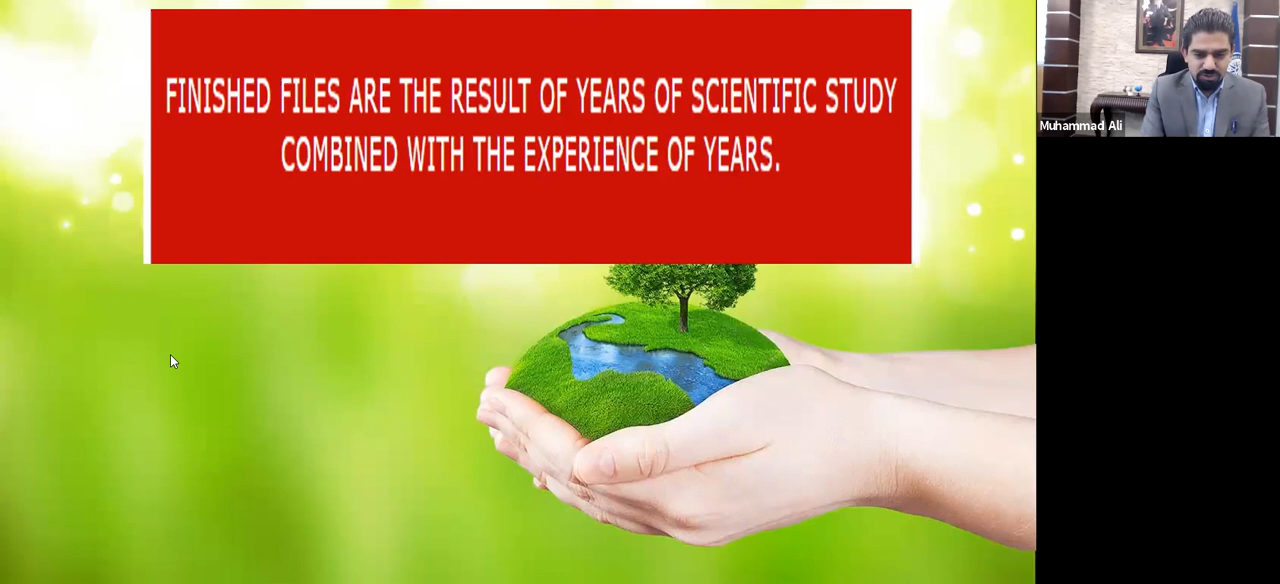 FINISHED FILES ARE THE RESULT OF YEARS OF SCIENTIFIC STUDY
COMBINED WITH THE EXPERIENCE OF YEARS.
Muhammad Ali